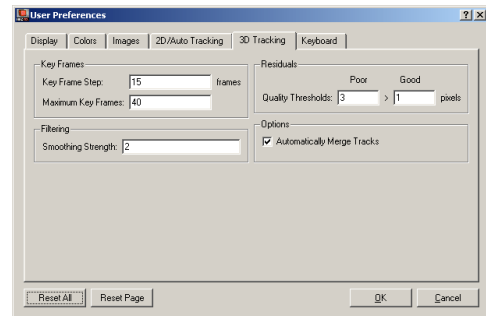 User Preferences
Display Colors Images 2D/Auto Tracking 3D Tracking Keyboard
Key Frames
Key Frame Step: 15 frames
Maximum Key Frames: 40
Filtering
Smoothing Strength: 2
Residuals
Poor Good
Quality Thresholds: 3 > 1 pixels
Options
Automatically Merge Tracks
Reset All Reset Page OK Cancel